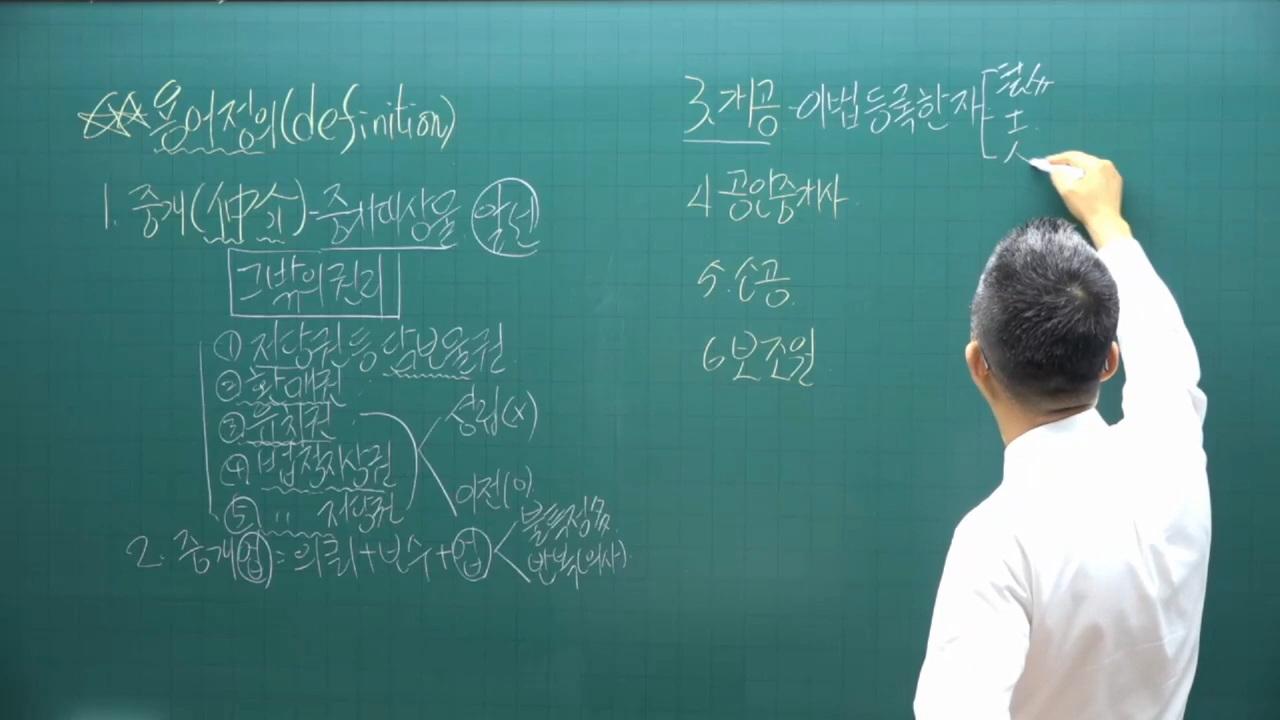 용어정의(definition)
1. 중개(仲介)-중개대상을 알선
그밖의권리
① 저당권등 담보물권
② 환매권
③ 유치권
성립(x)
④ 법정지상권
이전(o)
⑤ 〃 저당권
2. 중개업=의뢰+보수+업
불특정多
반복(의사)
3. 개공-이법등록한자
4 공인중개사
5. 소공
6 보조원